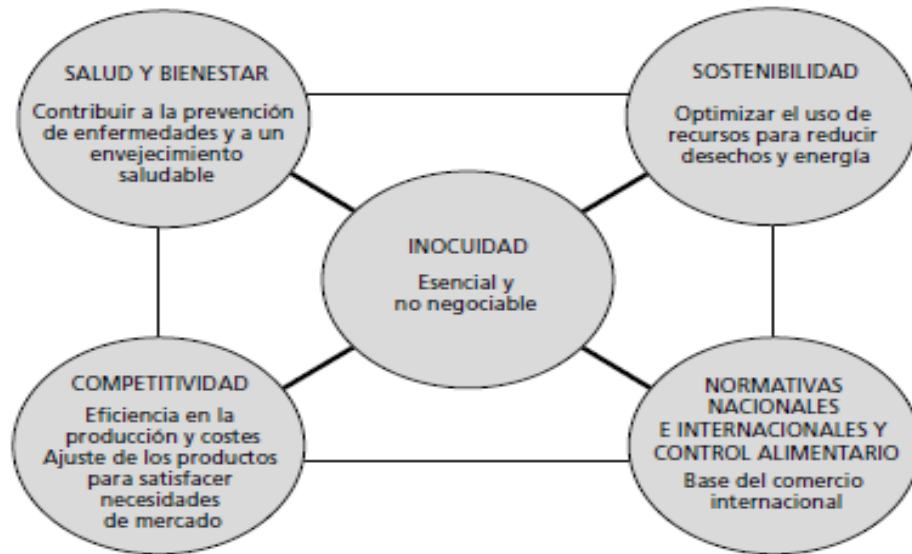 SALUD Y BIENESTAR
Contribuir a la prevención
de enfermedades y a un
envejecimiento
saludable
SOSTENIBILIDAD
Optimizar el uso de
recursos para reducir
desechos y energía
INOCUIDAD
Esencial y
no negociable
COMPETITIVIDAD
Eficiencia en la
producción y costes
Ajuste de los productos
para satisfacer
necesidades
de mercado
NORMATIVAS
NACIONALES
E INTERNACIONALES Y
CONTROL ALIMENTARIO
Base del comercio
internacional